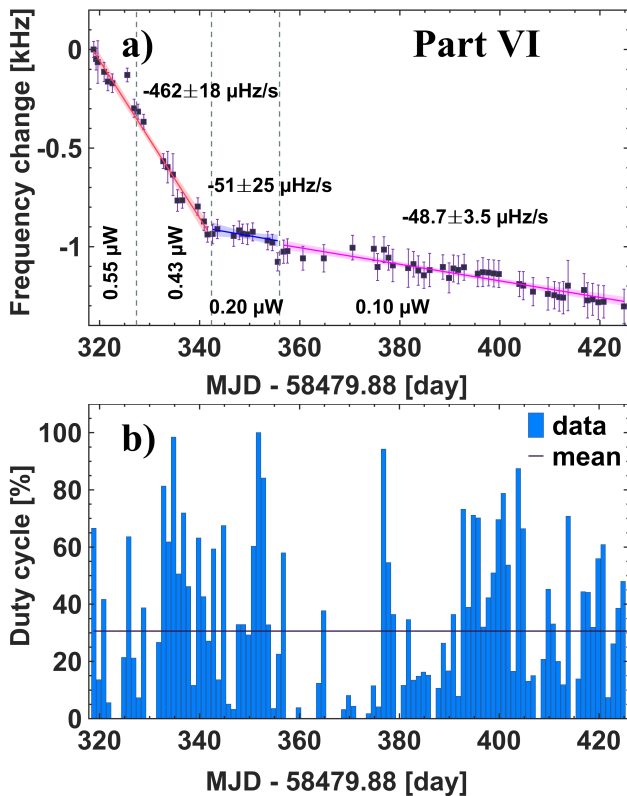 a)
Part VI
Frequency change [kHz]
0
-0.5
-1
-462±18 µHz/s
-51±25 µHz/s
-48.7±3.5 µHz/s
0.55 µW
0.43 µW
0.20 µW
0.10 µW
320 340 360 380 400 420
MJD - 58479.88 [day]
b)
data
mean
Duty cycle [%]
100
80
60
40
20
0
320 340 360 380 400 420
MJD - 58479.88 [day]